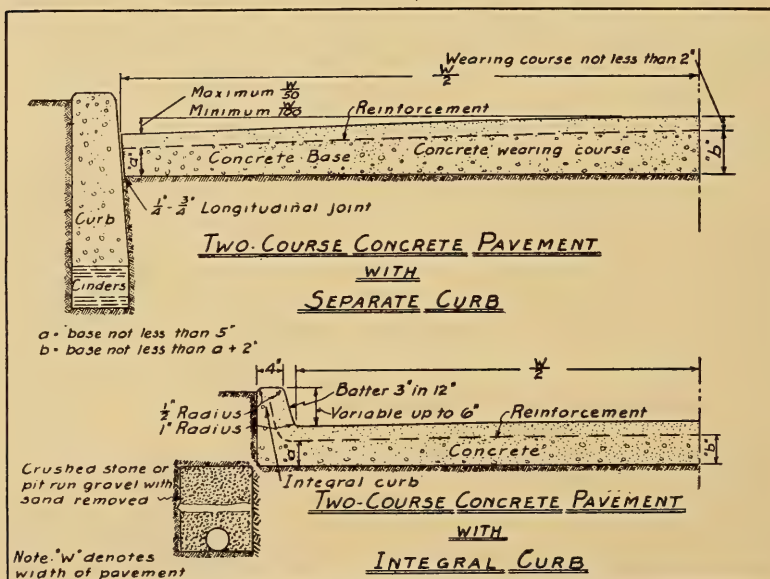 Wearing course not less than 2"
W/2
Maximum W/50
Minimum W/100
Reinforcement
"a"
Concrete Base
Concrete wearing course
"b"
1/4" - 3/4" Longitudinal joint
Curb
Cinders
TWO-COURSE CONCRETE PAVEMENT
WITH
SEPARATE CURB
a = base not less than 5"
b = base not less than a + 2"
4"
W/2
Batter 3" in 12"
1/2" Radius
Variable up to 6"
1" Radius
Reinforcement
"a"
Concrete
"b"
Integral curb
Crushed stone or
pit run gravel with
sand removed
TWO-COURSE CONCRETE PAVEMENT
WITH
INTEGRAL CURB
Note. "W" denotes
width of pavement